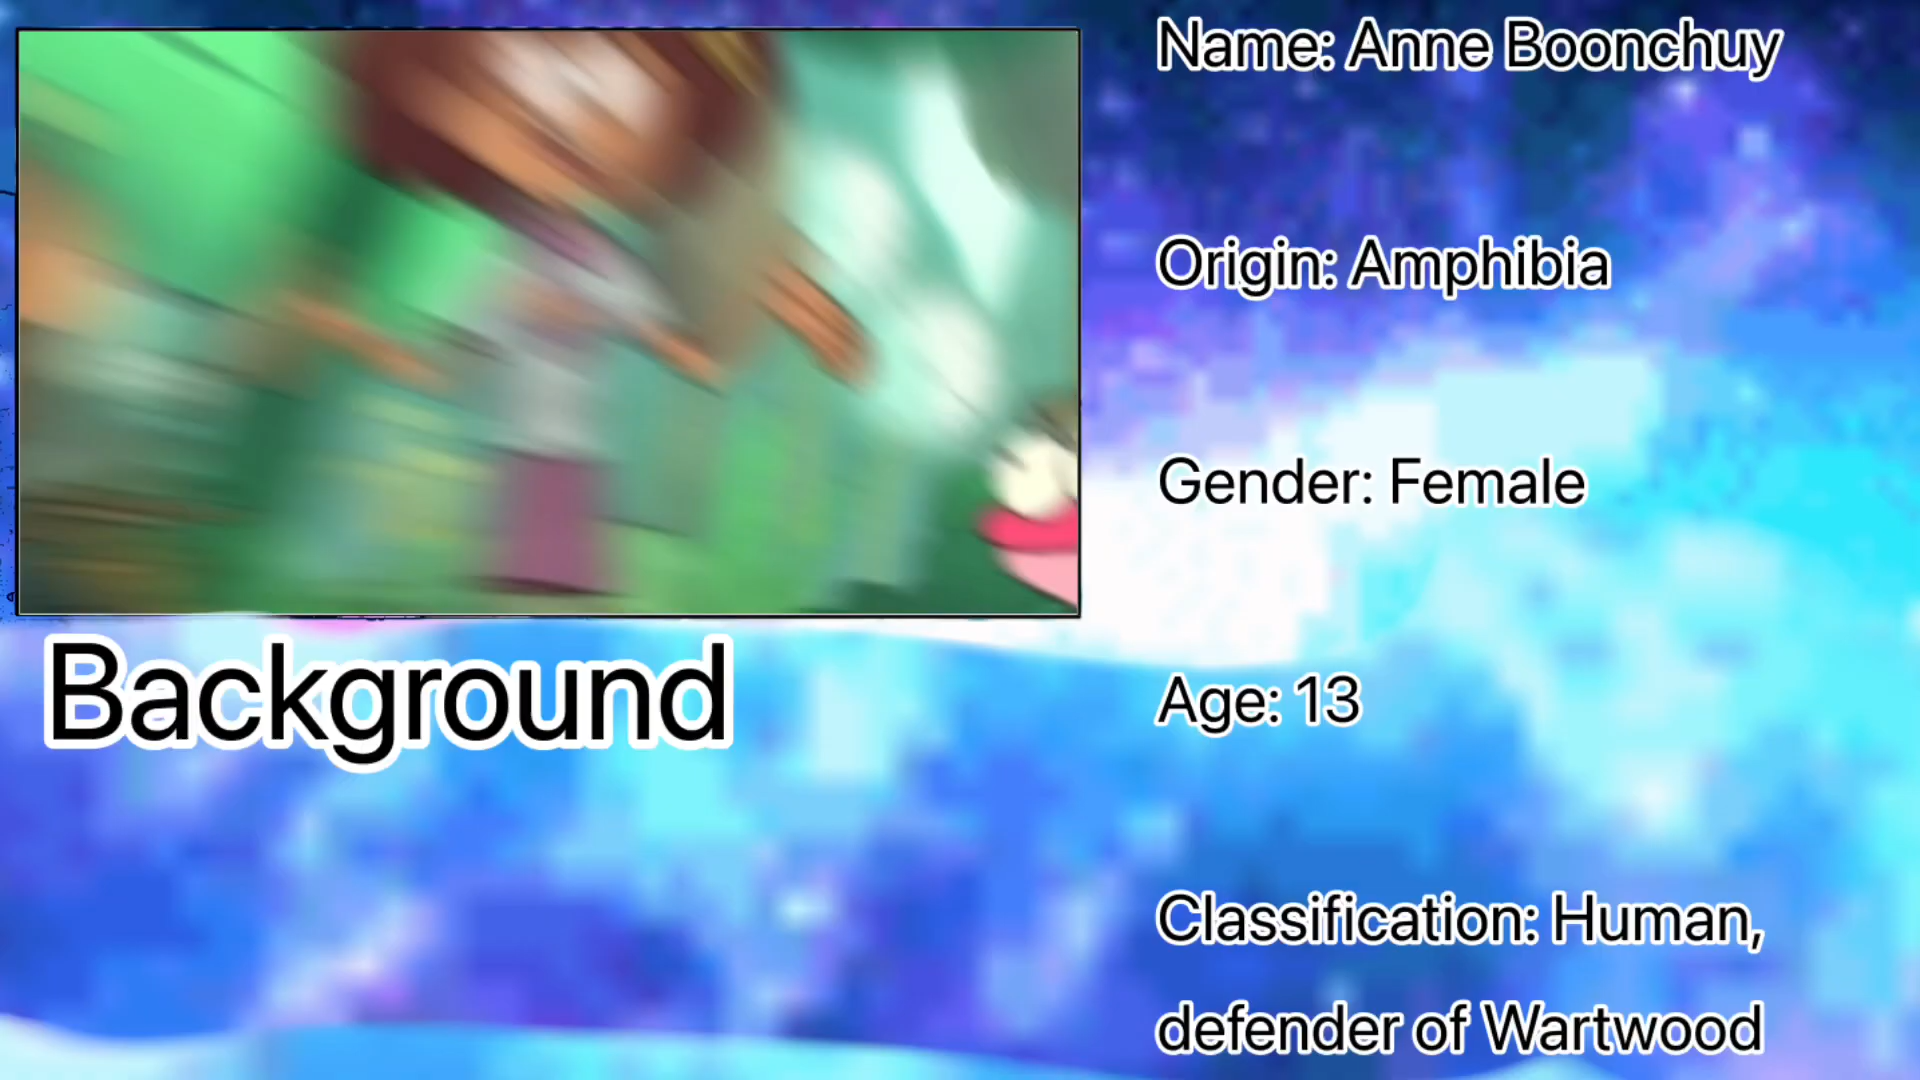 Name: Anne Boonchuy
Origin: Amphibia
Gender: Female
Background
Age: 13
Classification: Human,
defender of Wartwood